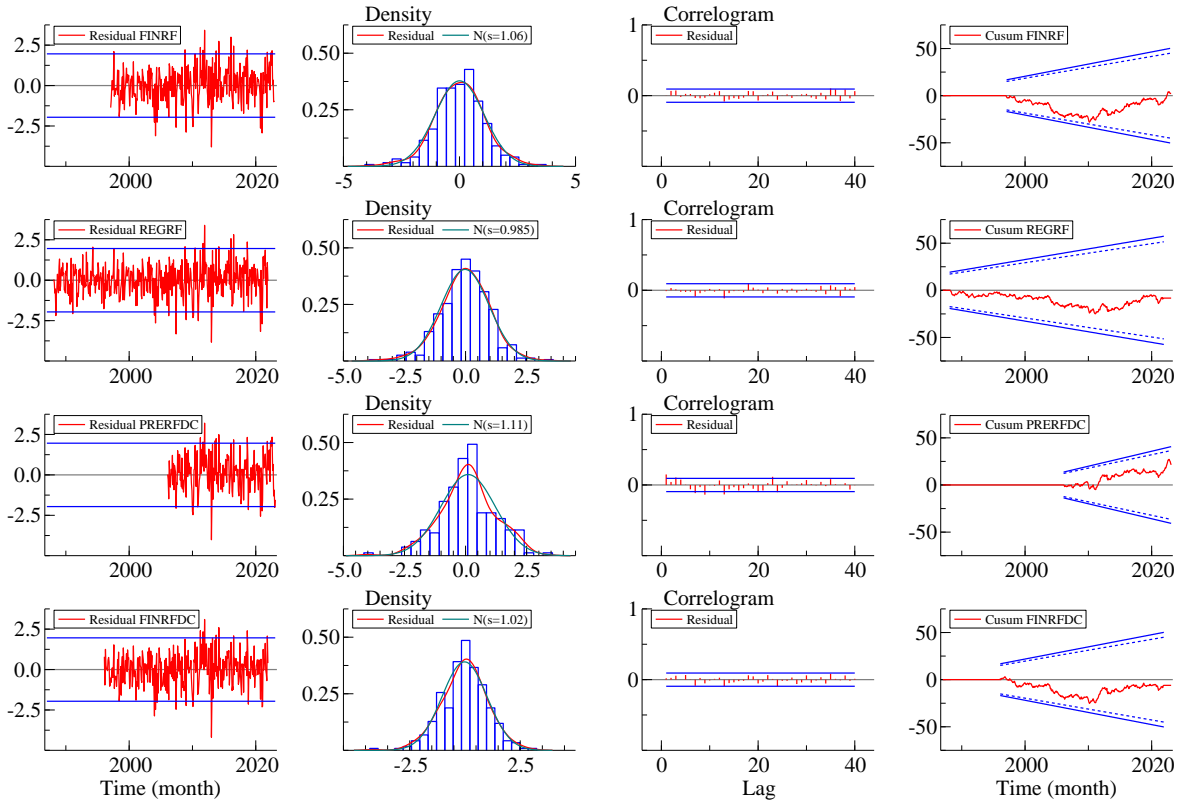 Density Correlogram
Residual FINRF Residual N(s=1.06) Residual Cusum FINRF
2.5 0.50 1 50
0.0 0.25 0 0
-2.5 -50
2000 2020 -5 0 5 0 20 40 2000 2020
Density Correlogram
Residual REGRF Residual N(s=0.985) Residual Cusum REGRF
2.5 0.50 1 50
0.0 0.25 0 0
-2.5 -50
2000 2020 -5.0 -2.5 0.0 2.5 0 20 40 2000 2020
Density Correlogram
Residual PRERFDC Residual N(s=1.11) Residual Cusum PRERFDC
2.5 0.50 1 50
0.0 0.25 0 0
-2.5 -50
2000 2020 -5.0 -2.5 0.0 2.5 0 20 40 2000 2020
Density Correlogram
Residual FINRFDC Residual N(s=1.02) Residual Cusum FINRFDC
2.5 0.50 1 50
0.0 0.25 0 0
-2.5 -50
2000 2020 -2.5 0.0 2.5 0 20 40 2000 2020
Time (month) Lag Time (month)